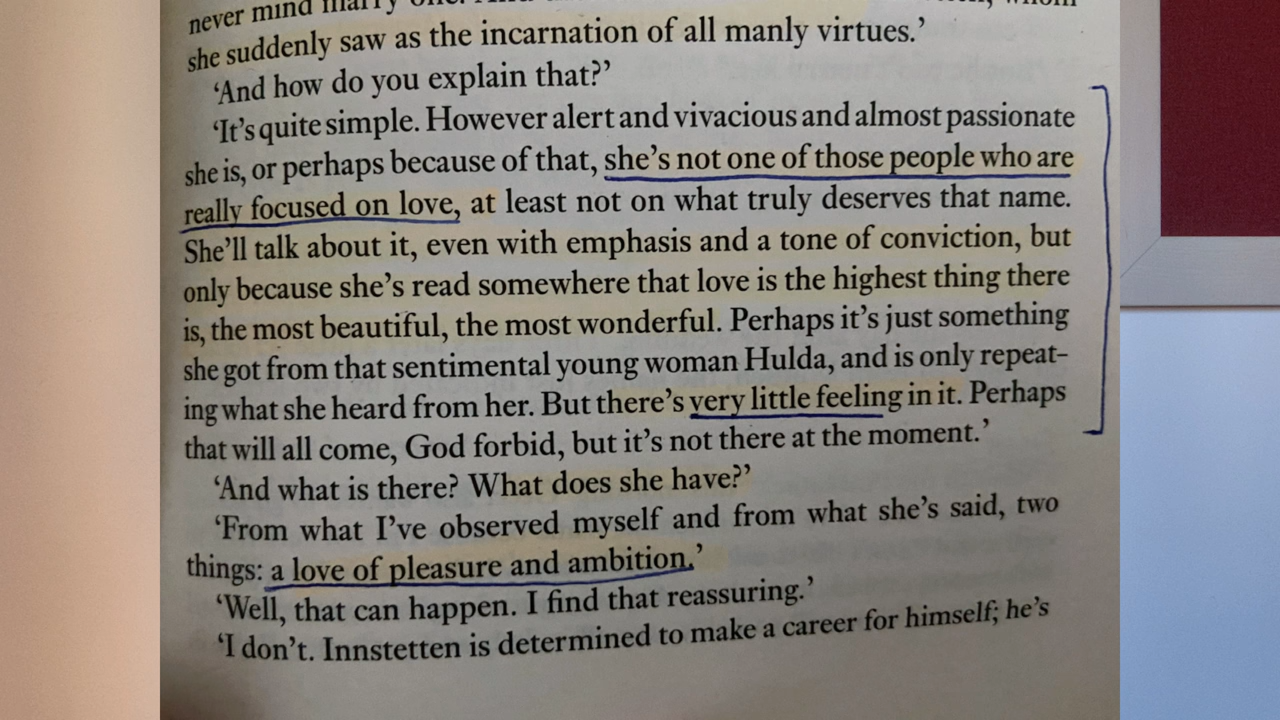 never mind marry
she suddenly saw as the incarnation of all manly virtues.’
‘And how do you explain that?’
‘It’s quite simple. However alert and vivacious and almost passionate
she is, or perhaps because of that, she’s not one of those people who are
really focused on love, at least not on what truly deserves that name.
She’ll talk about it, even with emphasis and a tone of conviction, but
only because she’s read somewhere that love is the highest thing there
is, the most beautiful, the most wonderful. Perhaps it’s just something
she got from that sentimental young woman Hulda, and is only repeat-
ing what she heard from her. But there’s very little feeling in it. Perhaps
that will all come, God forbid, but it’s not there at the moment.’
‘And what is there? What does she have?’
‘From what I’ve observed myself and from what she’s said, two
things: a love of pleasure and ambition.’
‘Well, that can happen. I find that reassuring.’
‘I don’t. Innstetten is determined to make a career for himself; he’s